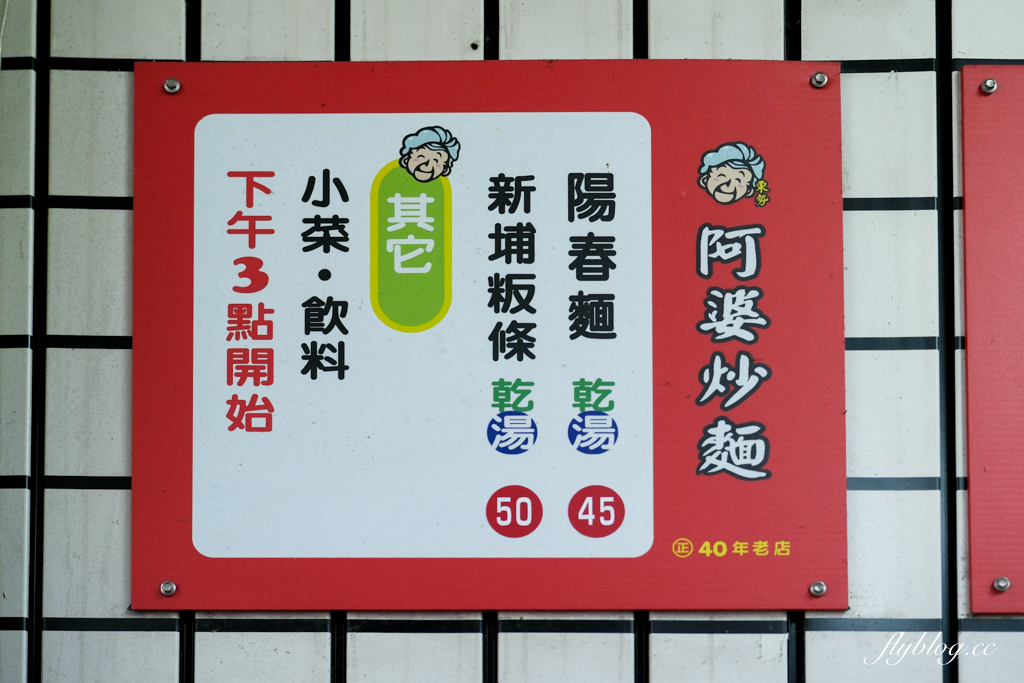 東勢
阿婆炒麵
正 40年老店
陽春麵 乾 湯 45
新埔粄條 乾 湯 50
其它
小菜・飲料
下午3點開始
flyblog.cc